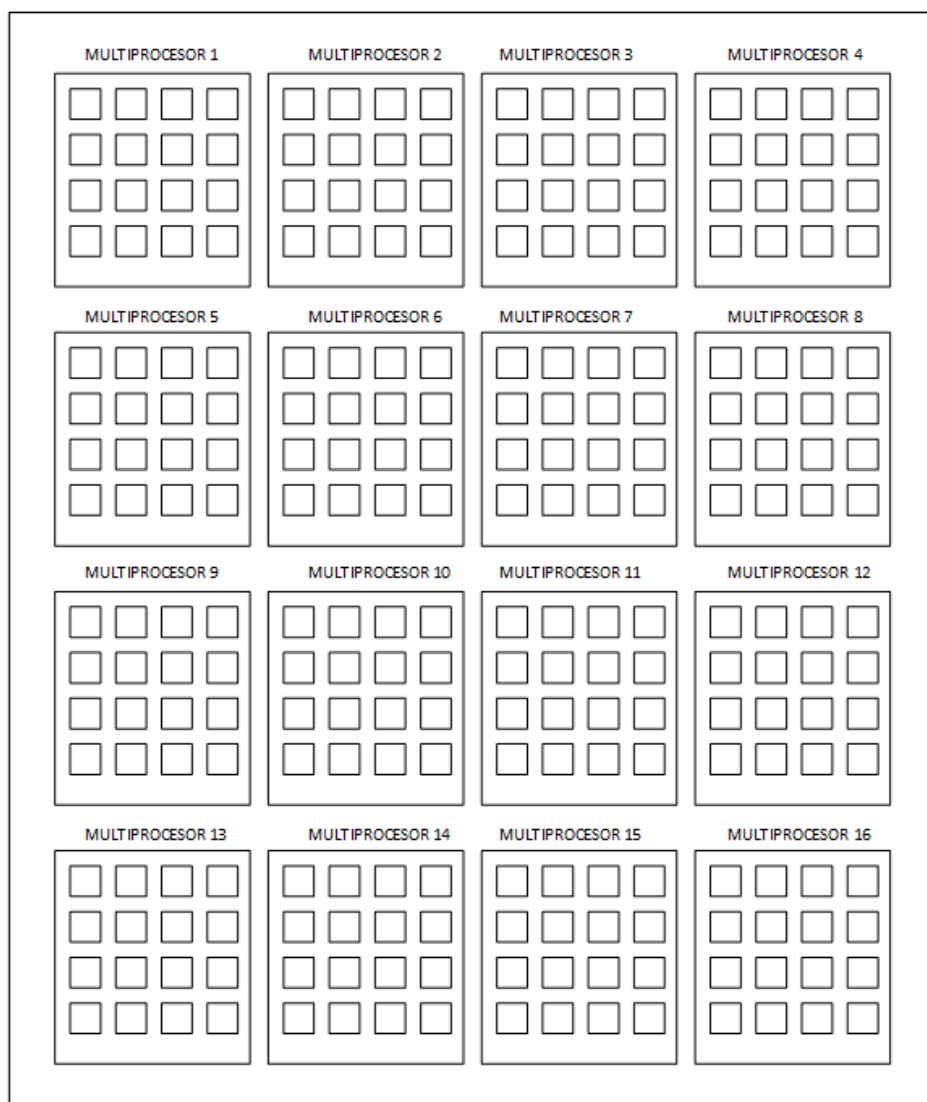 MULTIPROCESOR 1 MULTIPROCESOR 2 MULTIPROCESOR 3 MULTIPROCESOR 4
MULTIPROCESOR 5 MULTIPROCESOR 6 MULTIPROCESOR 7 MULTIPROCESOR 8
MULTIPROCESOR 9 MULTIPROCESOR 10 MULTIPROCESOR 11 MULTIPROCESOR 12
MULTIPROCESOR 13 MULTIPROCESOR 14 MULTIPROCESOR 15 MULTIPROCESOR 16